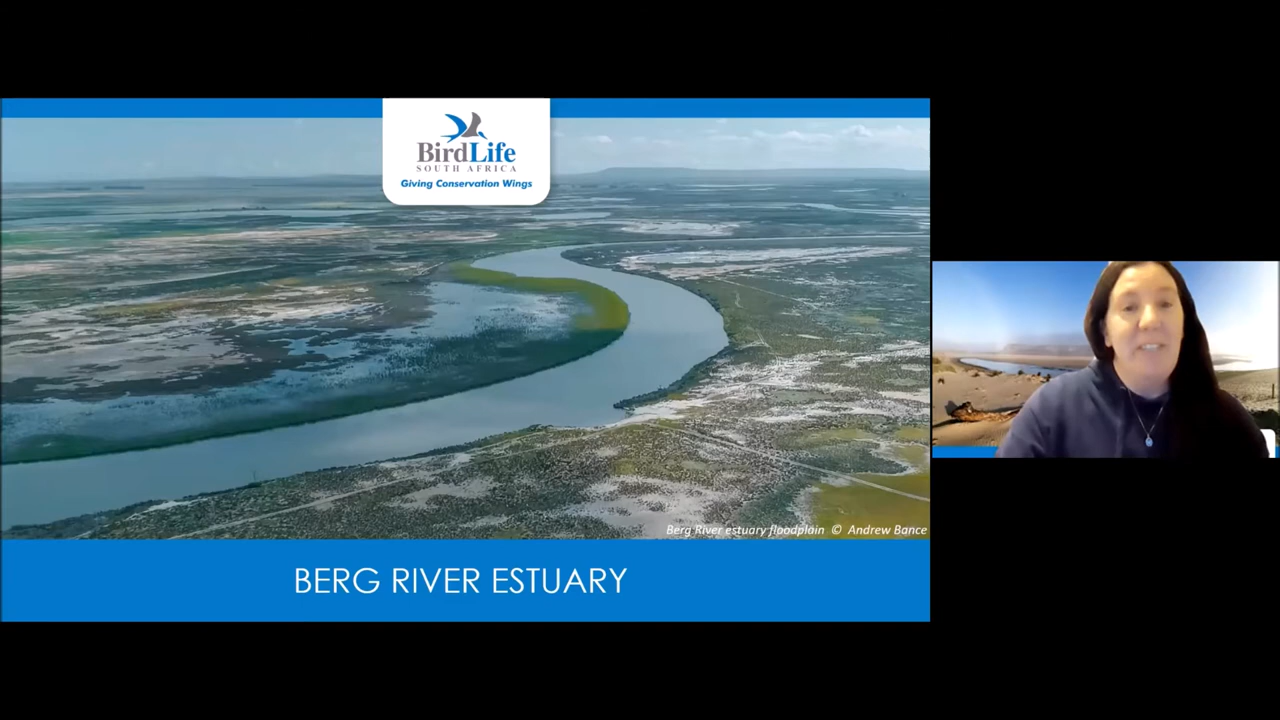 BirdLife
SOUTH AFRICA
Giving Conservation Wings
Berg River estuary floodplain © Andrew Bance
BERG RIVER ESTUARY